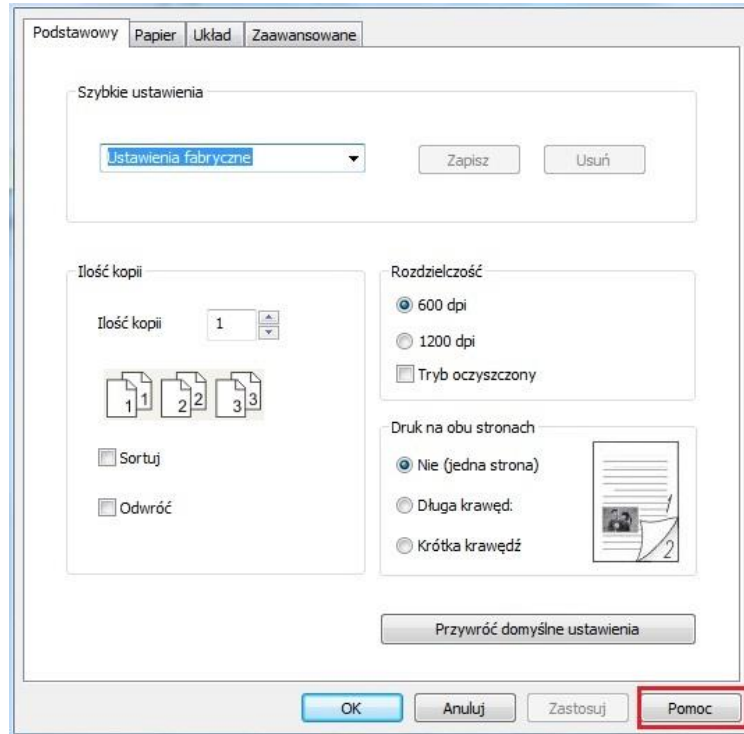 Podstawowy Papier Układ Zaawansowane
Szybkie ustawienia
Ustawienia fabryczne Zapisz Usuń
Ilość kopii
Ilość kopii 1
1 1 2 2 3 3
Sortuj
Odwróć
Rozdzielczość
600 dpi
1200 dpi
Tryb oczyszczony
Druk na obu stronach
Nie (jedna strona)
Długa krawęd:
Krótka krawędź
1
2
Przywróć domyślne ustawienia
OK Anuluj Zastosuj Pomoc